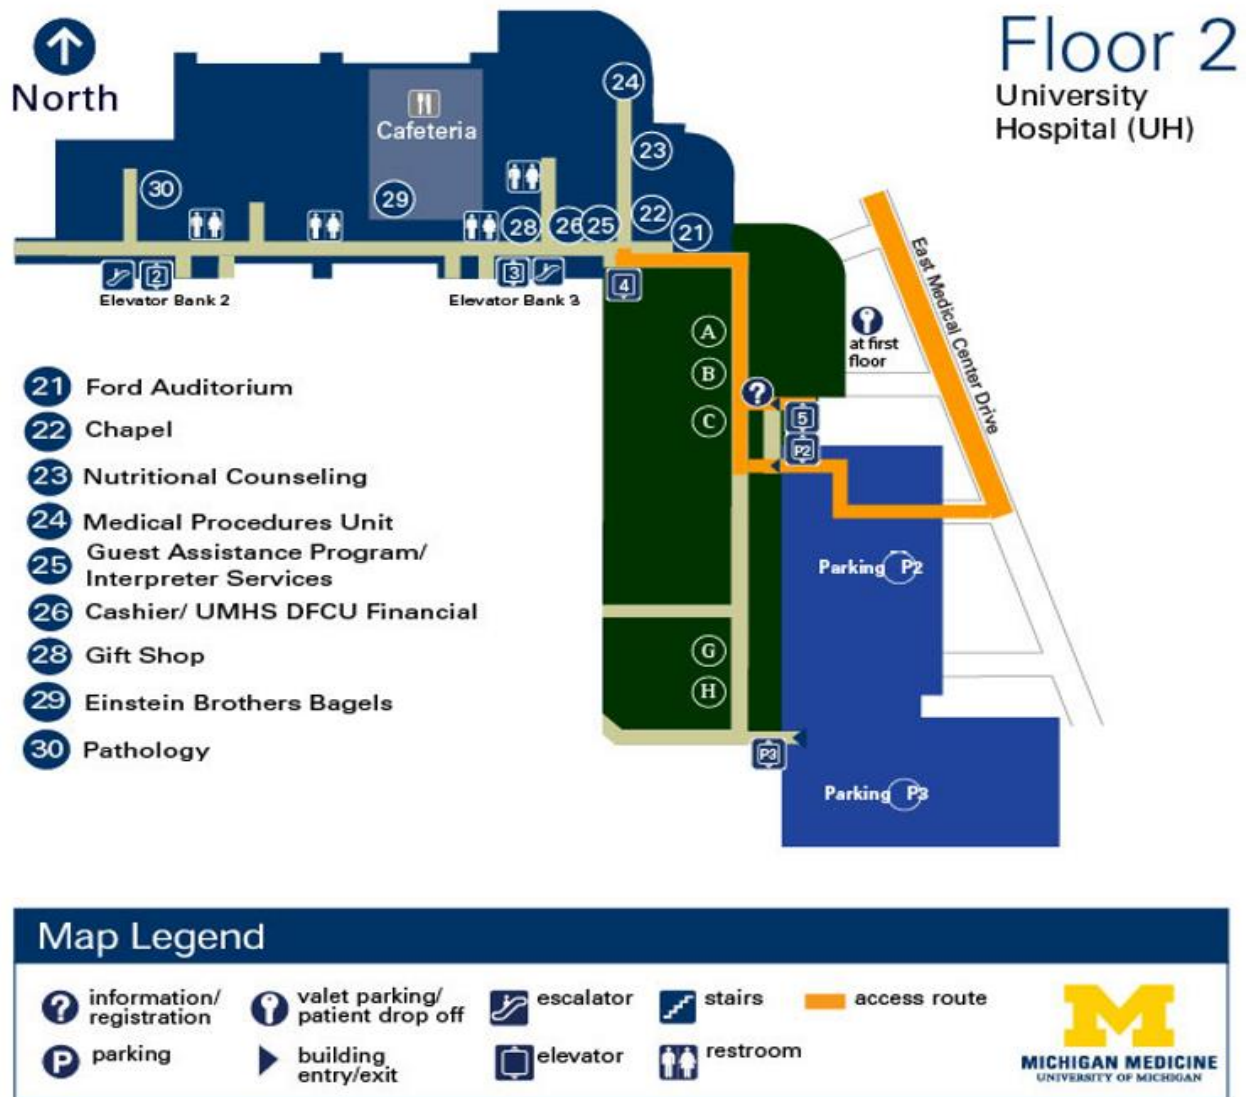 North
Floor 2
University
Hospital (UH)
24
Cafeteria
23
30
29
28
26
25
22
21
2
3
4
Elevator Bank 2
Elevator Bank 3
East Medical Center Drive
at first
floor
A
B
C
?
5
P2
Parking P2
G
H
P3
Parking P3
21 Ford Auditorium
22 Chapel
23 Nutritional Counseling
24 Medical Procedures Unit
25 Guest Assistance Program/
Interpreter Services
26 Cashier/ UMHS DFCU Financial
28 Gift Shop
29 Einstein Brothers Bagels
30 Pathology
Map Legend
? information/
registration
valet parking/
patient drop off
escalator
stairs
access route
P parking
building
entry/exit
elevator
restroom
M
MICHIGAN MEDICINE
UNIVERSITY OF MICHIGAN